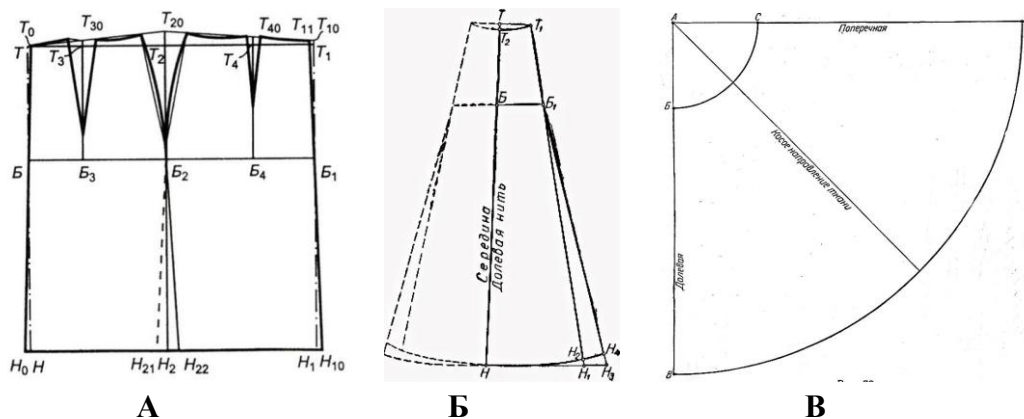 T₀ T₃₀ T₂₀ T₄₀ T₁₁ T₁₀
T T₃ T₂ T₄ T₁
Б Б₃ Б₂ Б₄ Б₁
H₀ H H₂₁ H₂ H₂₂ H₁ H₁₀
А
T T₁
T₂
Б Б₁
Середина
Долевая нить
H H₂ H₄
H₁ H₃
Б
А С
Поперечная
Б
Косое направление ткани
Долевая
В
В